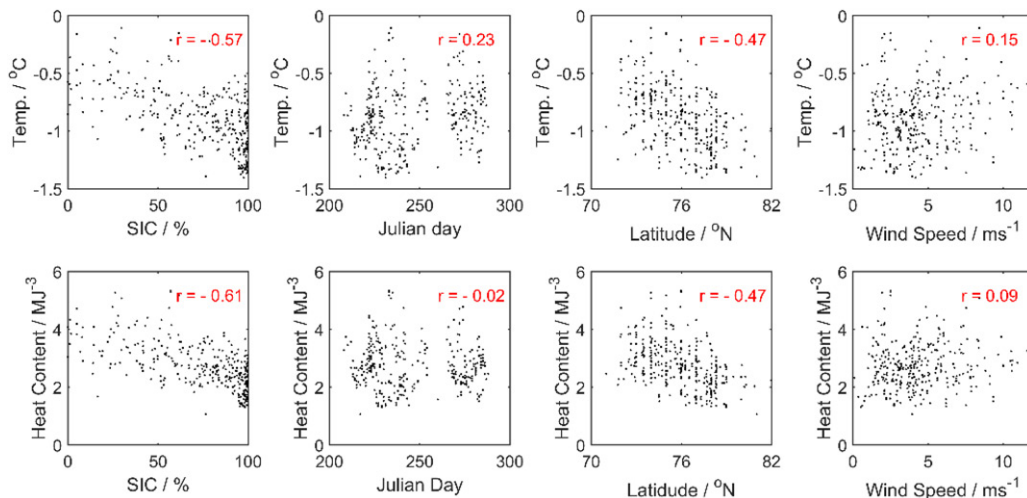 0
-0.5
-1
-1.5
Temp. / °C
r = - 0.57
0 50 100
SIC / %
0
-0.5
-1
-1.5
Temp. / °C
r = 0.23
200 250 300
Julian day
0
-0.5
-1
-1.5
Temp. / °C
r = - 0.47
70 76 82
Latitude / °N
0
-0.5
-1
-1.5
Temp. / °C
r = 0.15
0 5 10
Wind Speed / ms⁻¹
6
4
2
0
Heat Content / MJ⁻³
r = - 0.61
0 50 100
SIC / %
6
4
2
0
Heat Content / MJ⁻³
r = - 0.02
200 250 300
Julian Day
6
4
2
0
Heat Content / MJ⁻³
r = - 0.47
70 76 82
Latidude / °N
6
4
2
0
Heat Content / MJ⁻³
r = 0.09
0 5 10
Wind Speed / ms⁻¹